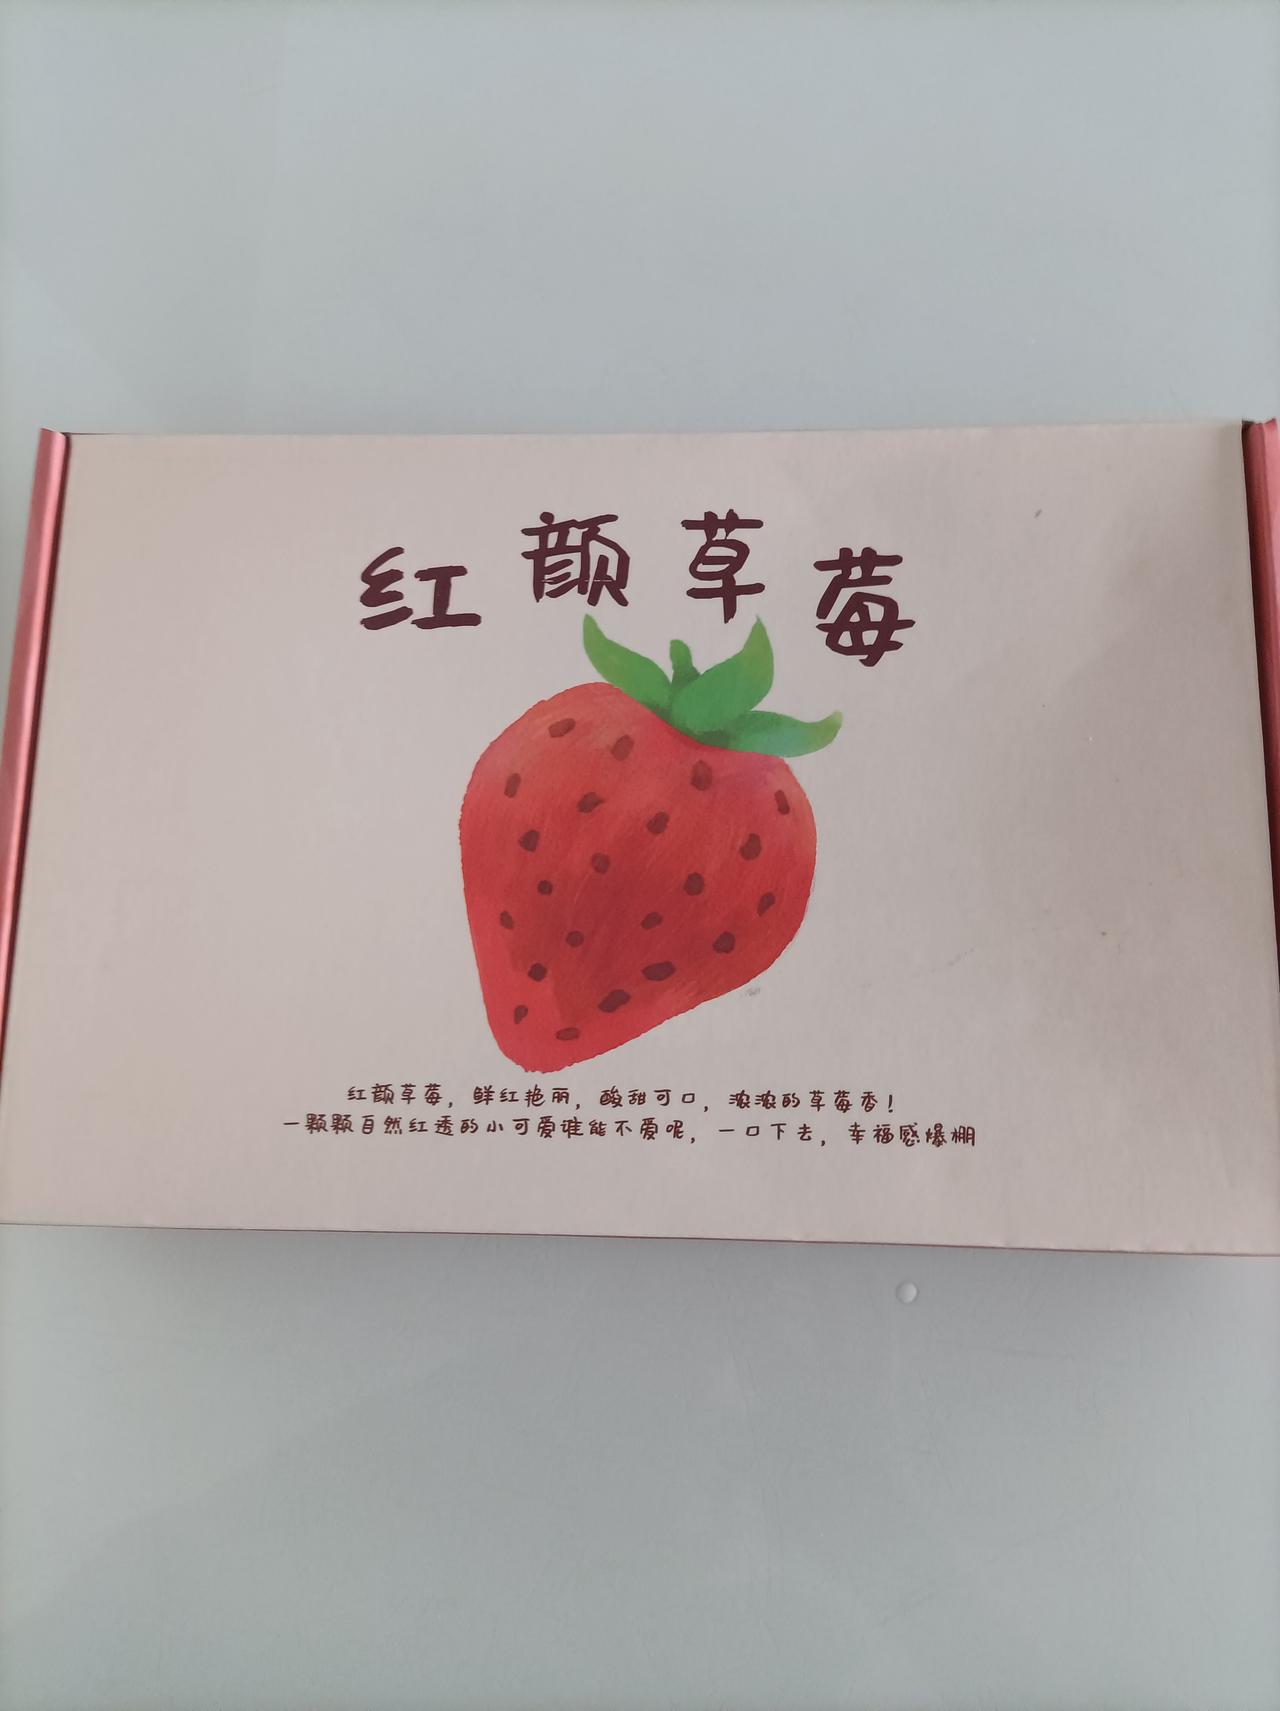 红颜草莓
红颜草莓，鲜红艳丽，酸甜可口，浓浓的草莓香！
一颗颗自然红透的小可爱谁能不爱呢，一口下去，幸福感爆棚